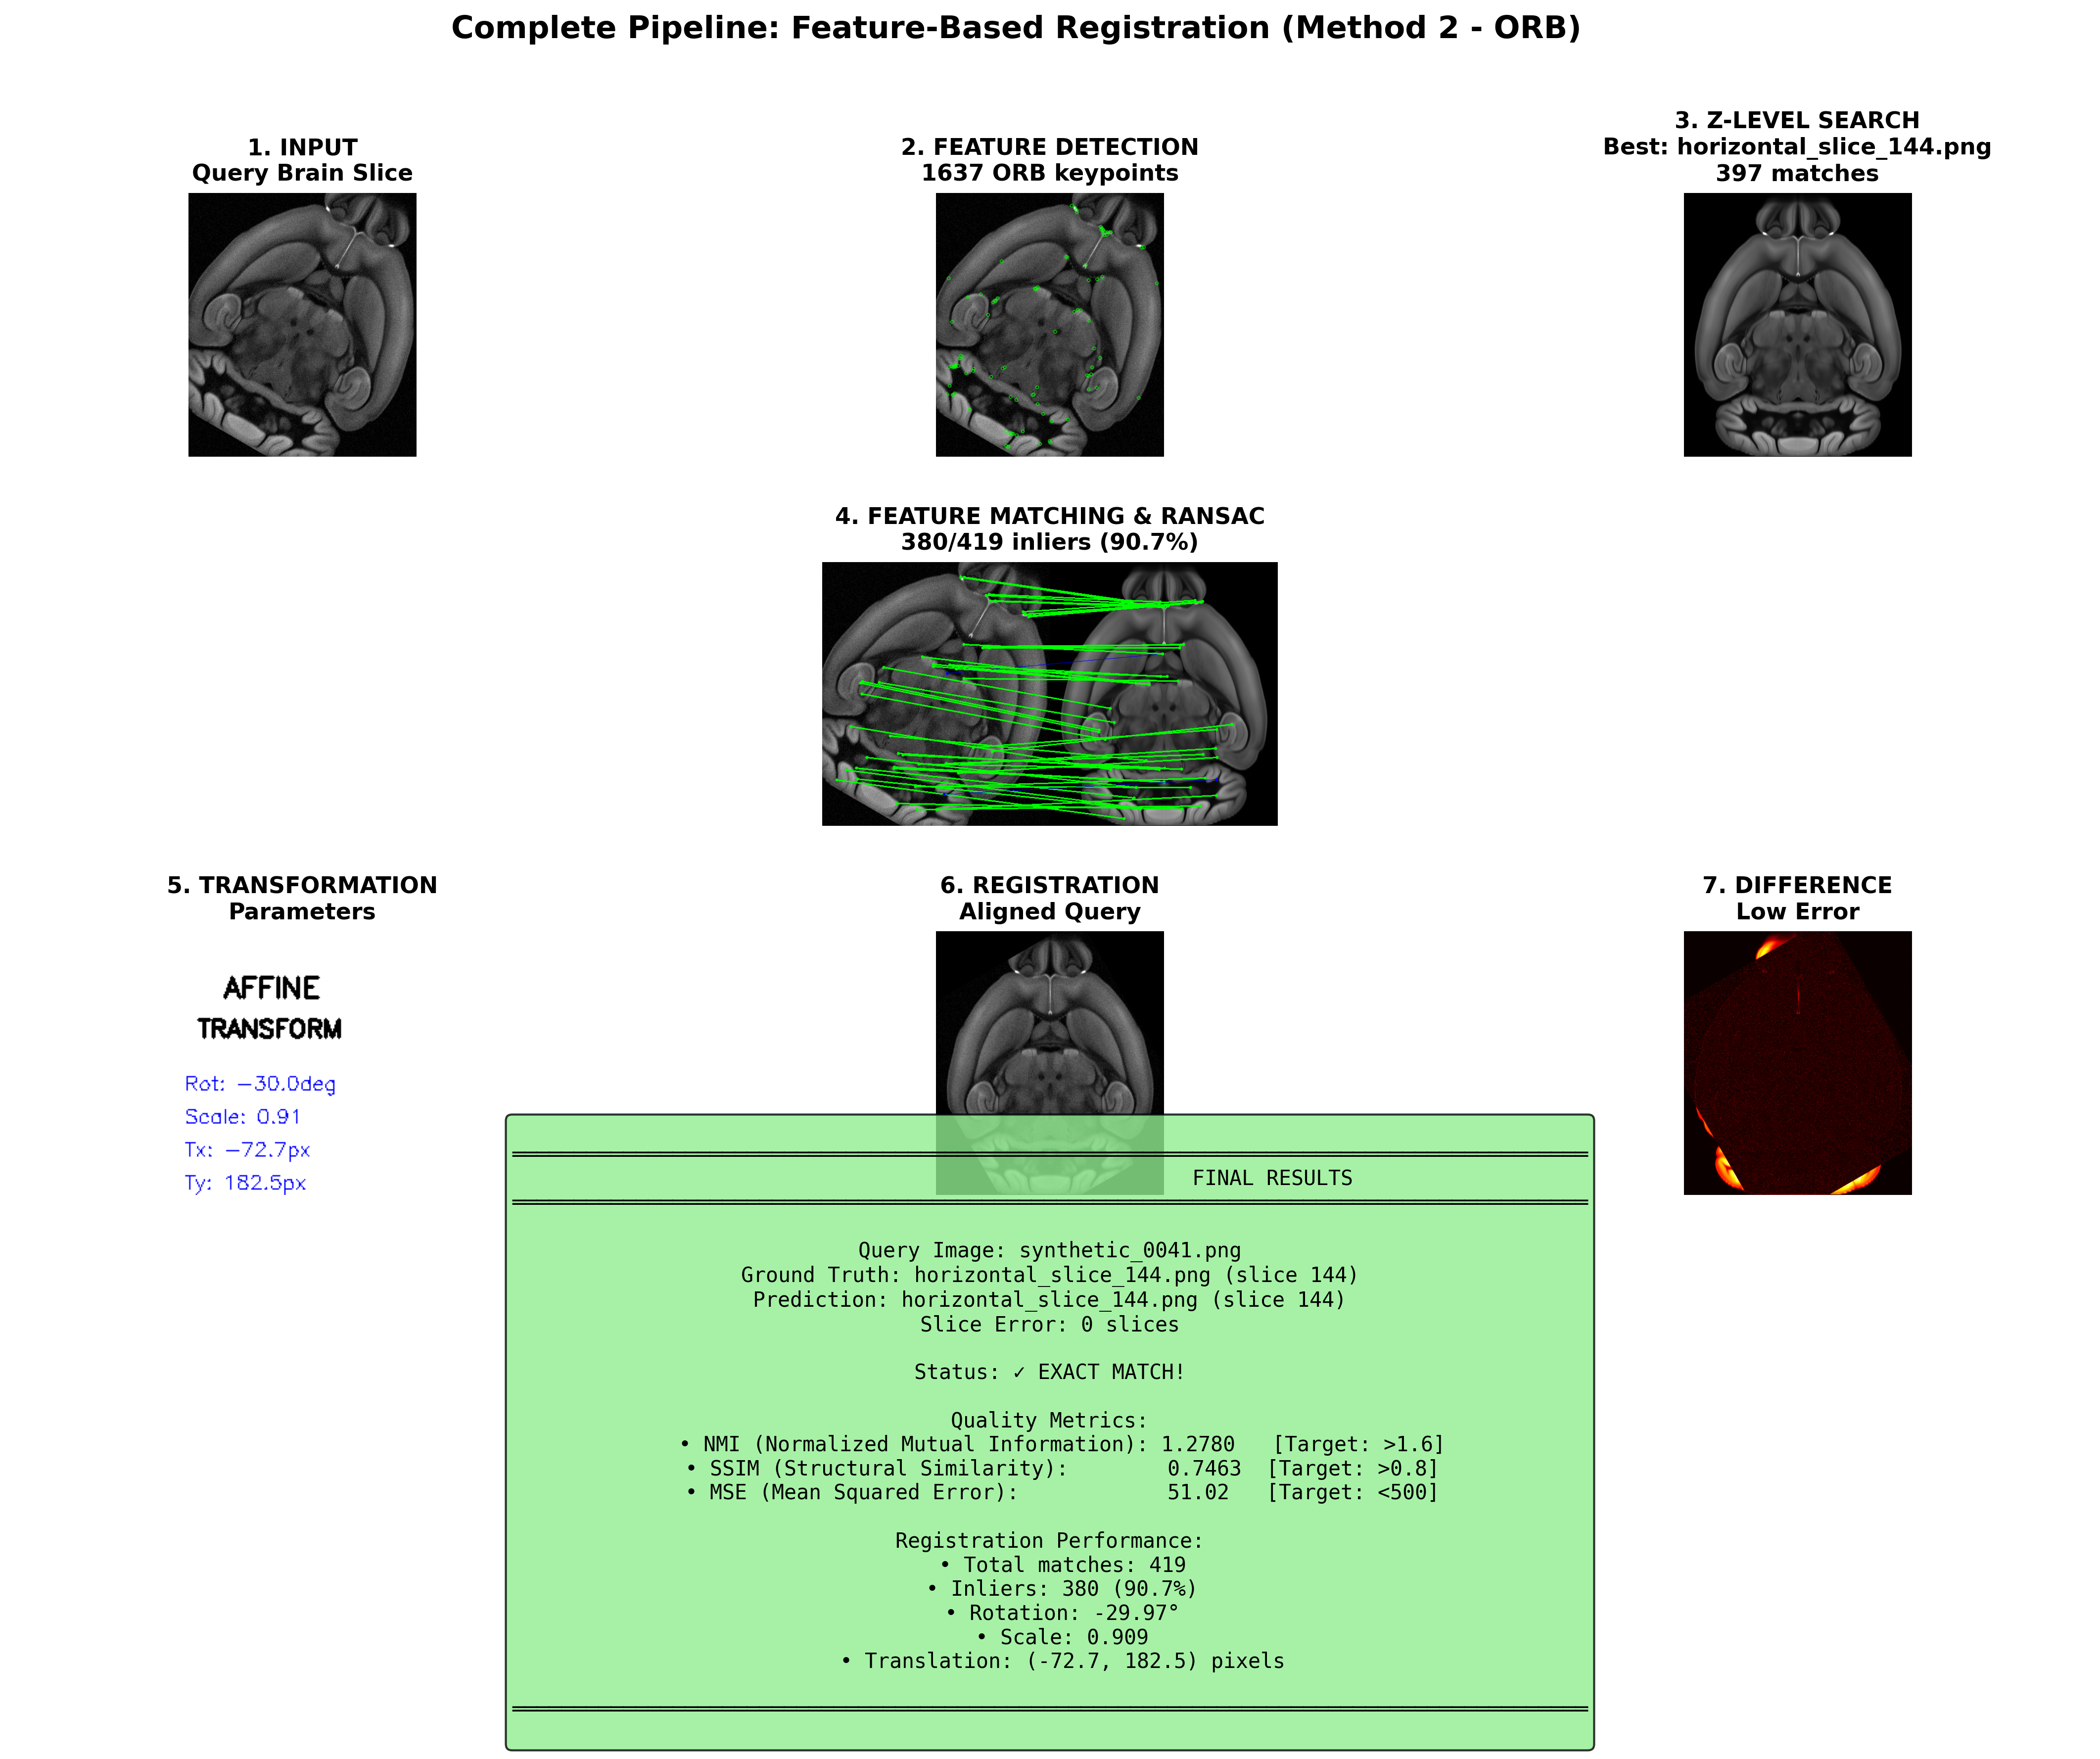 Complete Pipeline: Feature-Based Registration (Method 2 - ORB)
1. INPUT
Query Brain Slice
2. FEATURE DETECTION
1637 ORB keypoints
3. Z-LEVEL SEARCH
Best: horizontal_slice_144.png
397 matches
4. FEATURE MATCHING & RANSAC
380/419 inliers (90.7%)
5. TRANSFORMATION
Parameters
AFFINE
TRANSFORM
Rot: -30.0deg
Scale: 0.91
Tx: -72.7px
Ty: 182.5px
6. REGISTRATION
Aligned Query
7. DIFFERENCE
Low Error
FINAL RESULTS
Query Image: synthetic_0041.png
Ground Truth: horizontal_slice_144.png (slice 144)
Prediction: horizontal_slice_144.png (slice 144)
Slice Error: 0 slices
Status: ✓ EXACT MATCH!
Quality Metrics:
• NMI (Normalized Mutual Information): 1.2780 [Target: >1.6]
• SSIM (Structural Similarity): 0.7463 [Target: >0.8]
• MSE (Mean Squared Error): 51.02 [Target: <500]
Registration Performance:
• Total matches: 419
• Inliers: 380 (90.7%)
• Rotation: -29.97°
• Scale: 0.909
• Translation: (-72.7, 182.5) pixels